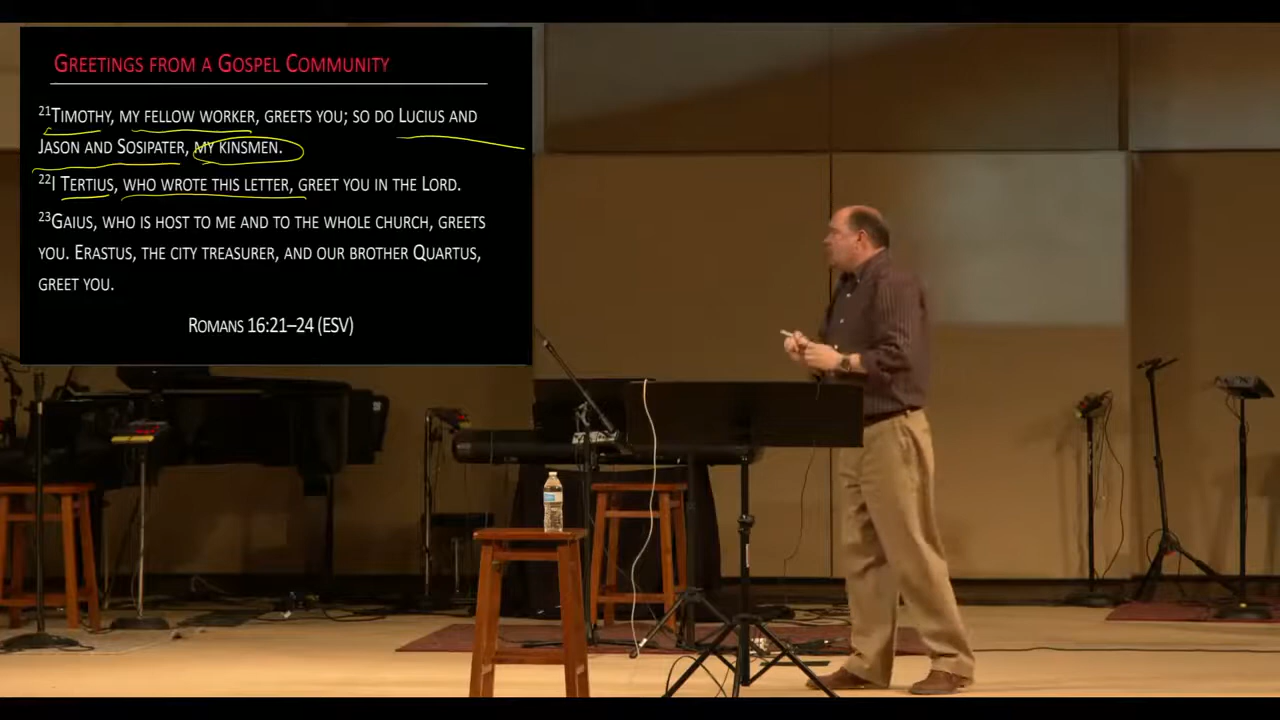 Greetings from a Gospel Community
21Timothy, my fellow worker, greets you; so do Lucius and
Jason and Sosipater, my kinsmen.
22I Tertius, who wrote this letter, greet you in the Lord.
23Gaius, who is host to me and to the whole church, greets
you. Erastus, the city treasurer, and our brother Quartus,
greet you.
Romans 16:21–24 (ESV)